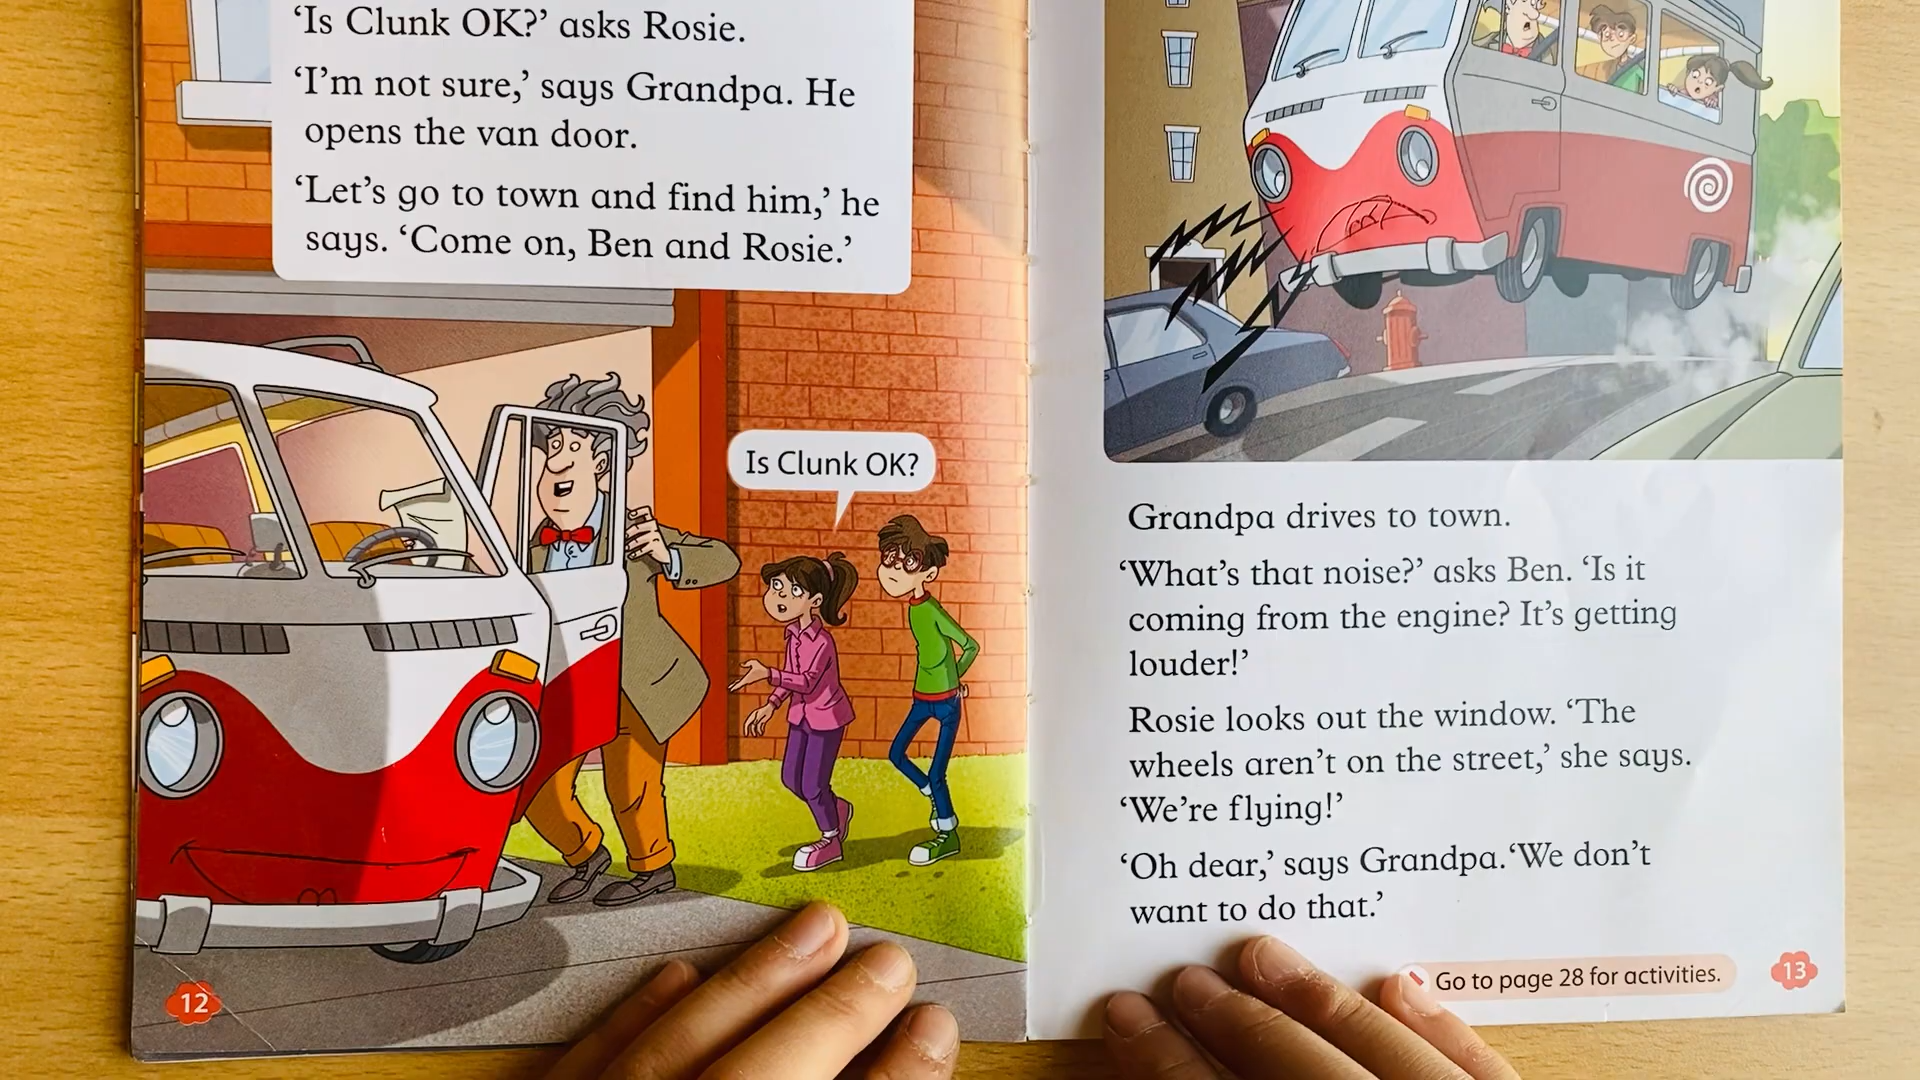 ‘Is Clunk OK?’ asks Rosie.
‘I’m not sure,’ says Grandpa. He
opens the van door.
‘Let’s go to town and find him,’ he
says. ‘Come on, Ben and Rosie.’
Is Clunk OK?
12
Grandpa drives to town.
‘What’s that noise?’ asks Ben. ‘Is it
coming from the engine? It’s getting
louder!’
Rosie looks out the window. ‘The
wheels aren’t on the street,’ she says.
‘We’re flying!’
‘Oh dear,’ says Grandpa.‘We don’t
want to do that.’
Go to page 28 for activities.
13